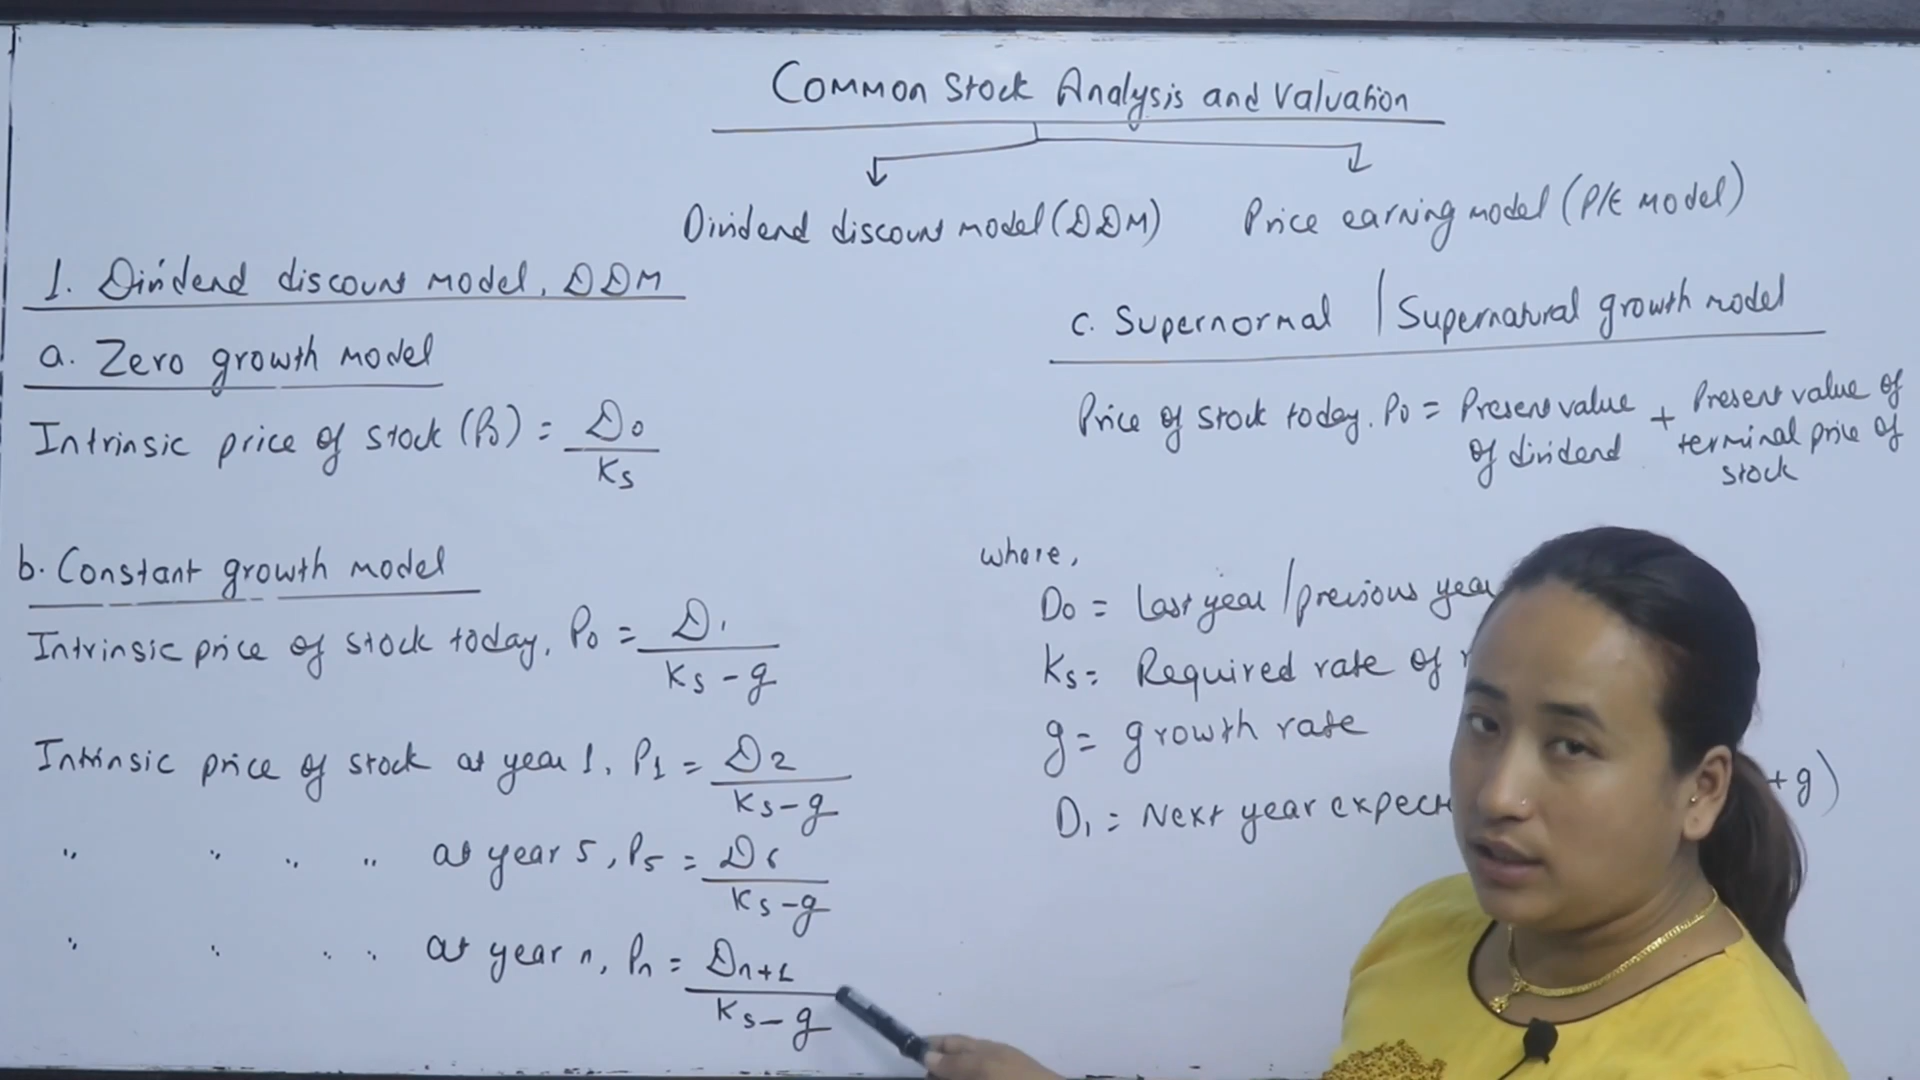 Common Stock Analysis and Valuation
Dividend discount model (DDM)
Price earning model (P/E model)
1. Dividend discount model, DDM
a. Zero growth model
Intrinsic price of stock (P0) = D0 / Ks
b. Constant growth model
Intrinsic price of stock today, P0 = D1 / Ks - g
Intrinsic price of stock at year 1, P1 = D2 / Ks - g
" " " " at year 5, P5 = D6 / Ks - g
" " " " at year n, Pn = Dn+1 / Ks - g
c. Supernormal / Supernatural growth model
Price of stock today, P0 = Present value of dividend + Present value of terminal price of stock
where,
D0 = Last year / previous year
Ks = Required rate of
g = growth rate
D1 = Next year + g)